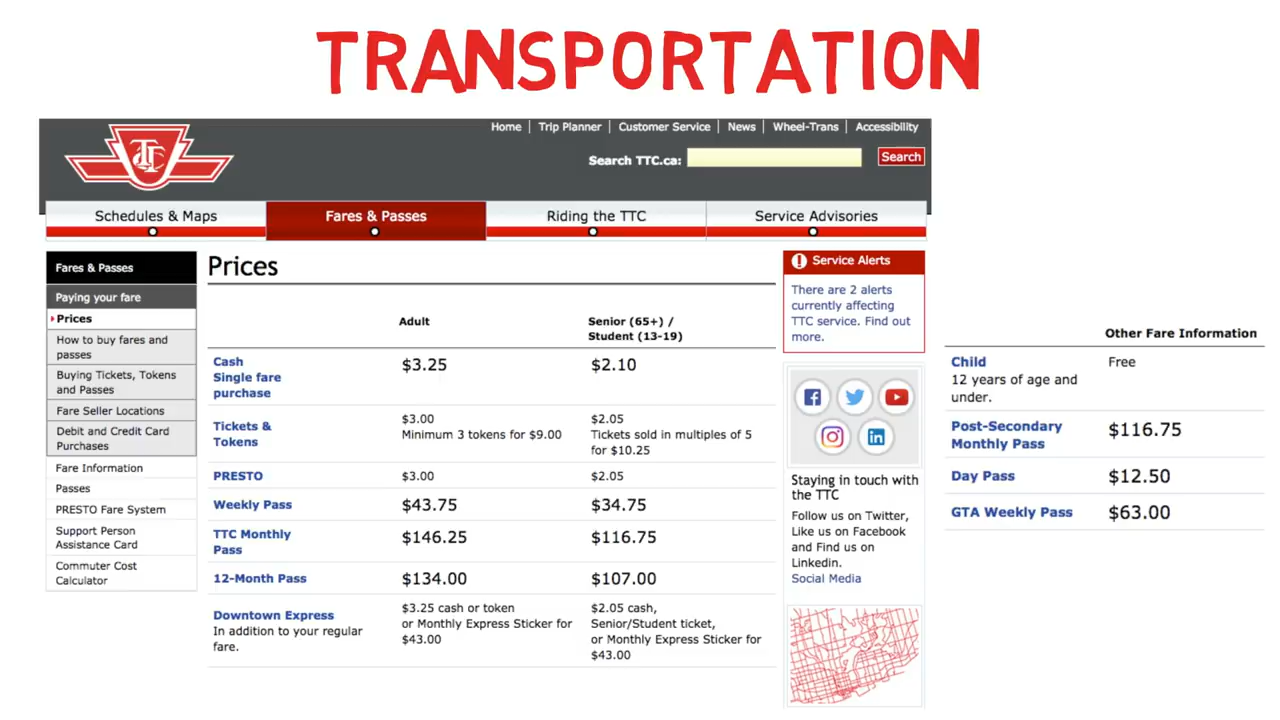 TRANSPORTATION
TTC
Home | Trip Planner | Customer Service | News | Wheel-Trans | Accessibility
Search TTC.ca:
Search
Schedules & Maps
Fares & Passes
Riding the TTC
Service Advisories
Fares & Passes
Paying your fare
Prices
How to buy fares and
passes
Buying Tickets, Tokens
and Passes
Fare Seller Locations
Debit and Credit Card
Purchases
Fare Information
Passes
PRESTO Fare System
Support Person
Assistance Card
Commuter Cost
Calculator
Prices
Adult
Senior (65+) /
Student (13-19)
Cash
Single fare
purchase
$3.25
$2.10
Tickets &
Tokens
$3.00
Minimum 3 tokens for $9.00
$2.05
Tickets sold in multiples of 5
for $10.25
PRESTO
$3.00
$2.05
Weekly Pass
$43.75
$34.75
TTC Monthly
Pass
$146.25
$116.75
12-Month Pass
$134.00
$107.00
Downtown Express
In addition to your regular
fare.
$3.25 cash or token
or Monthly Express Sticker for
$43.00
$2.05 cash,
Senior/Student ticket,
or Monthly Express Sticker for
$43.00
Service Alerts
There are 2 alerts
currently affecting
TTC service. Find out
more.
Staying in touch with
the TTC
Follow us on Twitter,
Like us on Facebook
and Find us on
Linkedin.
Social Media
Other Fare Information
Child
12 years of age and
under.
Free
Post-Secondary
Monthly Pass
$116.75
Day Pass
$12.50
GTA Weekly Pass
$63.00